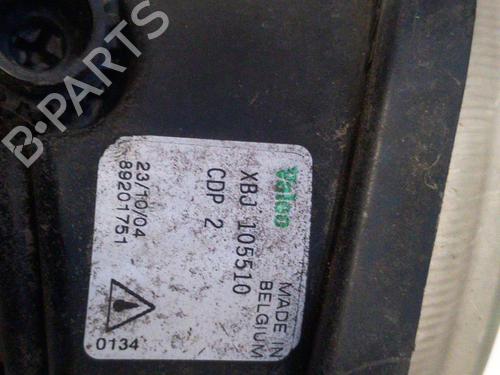 Valeo
MADE IN
BELGIUM
XBJ 105510
CDP 2
23/10/04
89201751
0134
B-PARTS